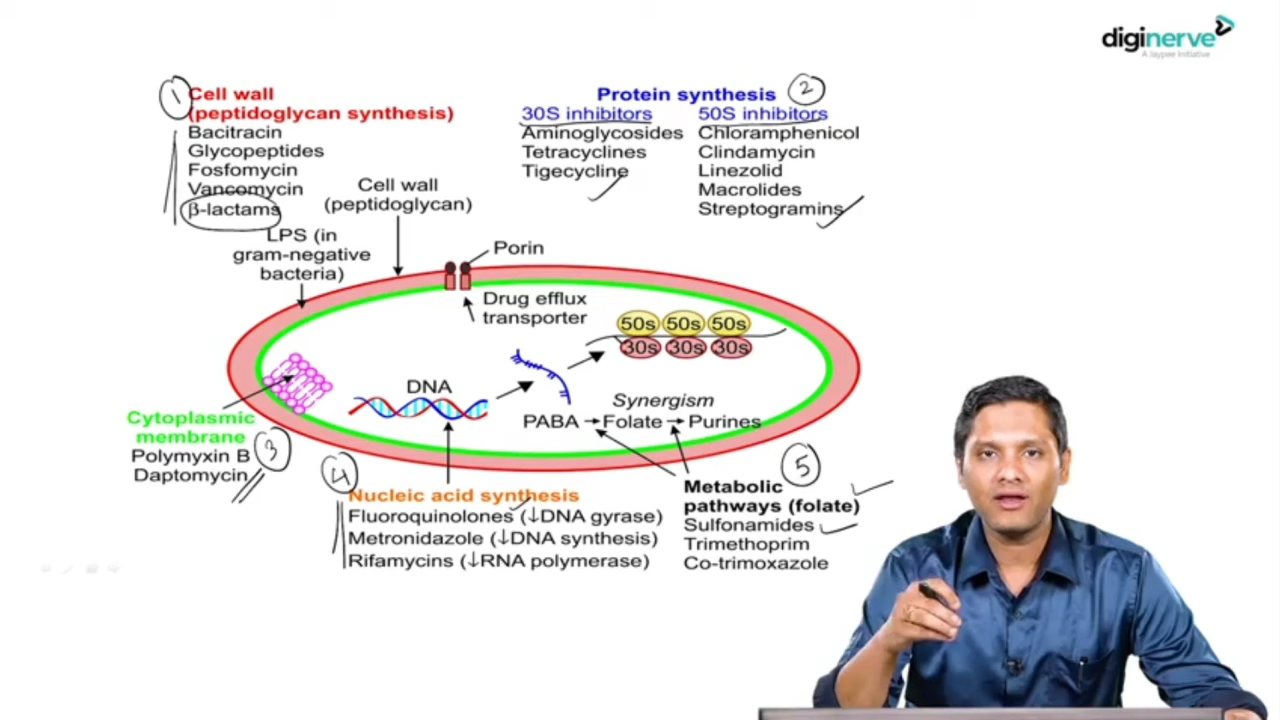 diginerve
A Jaypee Initiative
1
Cell wall
(peptidoglycan synthesis)
Bacitracin
Glycopeptides
Fosfomycin
Vancomycin
β-lactams
Protein synthesis
2
30S inhibitors
Aminoglycosides
Tetracyclines
Tigecycline
50S inhibitors
Chloramphenicol
Clindamycin
Linezolid
Macrolides
Streptogramins
Cell wall
(peptidoglycan)
LPS (in
gram-negative
bacteria)
Porin
Drug efflux
transporter
50s 50s 50s
30s 30s 30s
DNA
Synergism
PABA → Folate → Purines
Cytoplasmic
membrane
Polymyxin B
Daptomycin
3
4
Nucleic acid synthesis
Fluoroquinolones (↓DNA gyrase)
Metronidazole (↓DNA synthesis)
Rifamycins (↓RNA polymerase)
5
Metabolic
pathways (folate)
Sulfonamides
Trimethoprim
Co-trimoxazole